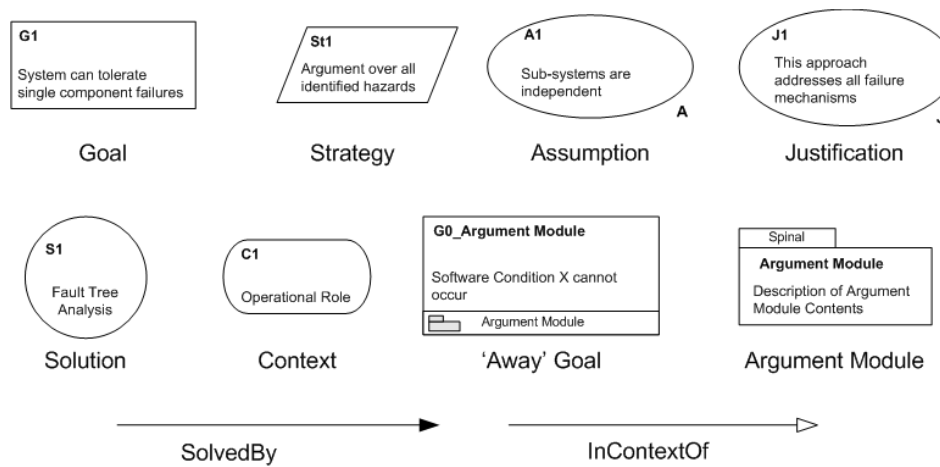 G1
System can tolerate
single component failures
Goal
St1
Argument over all
identified hazards
Strategy
A1
Sub-systems are
independent
A
Assumption
J1
This approach
addresses all failure
mechanisms
J
Justification
S1
Fault Tree
Analysis
Solution
C1
Operational Role
Context
G0_Argument Module
Software Condition X cannot
occur
Argument Module
‘Away’ Goal
Spinal
Argument Module
Description of Argument
Module Contents
Argument Module
SolvedBy
InContextOf